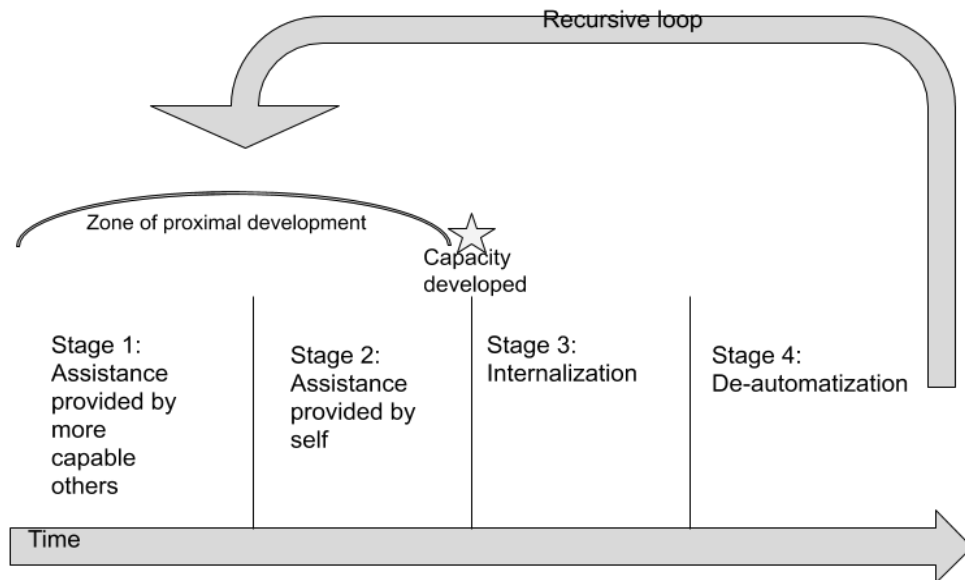 Recursive loop
Zone of proximal development
Capacity
developed
Stage 1:
Assistance
provided by
more
capable
others
Stage 2:
Assistance
provided by
self
Stage 3:
Internalization
Stage 4:
De-automatization
Time